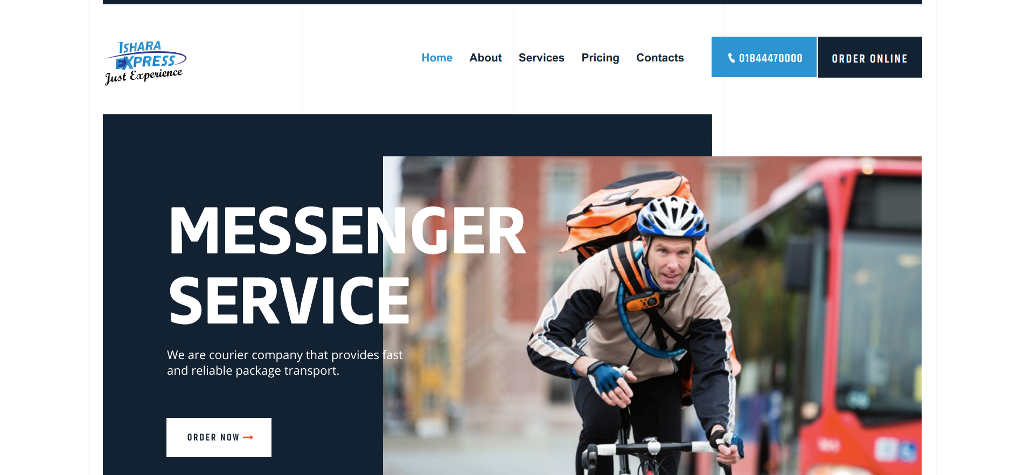 ISHARA
EXPRESS
Just Experience
Home About Services Pricing Contacts 01844470000 ORDER ONLINE
MESSENGER
SERVICE
We are courier company that provides fast
and reliable package transport.
ORDER NOW